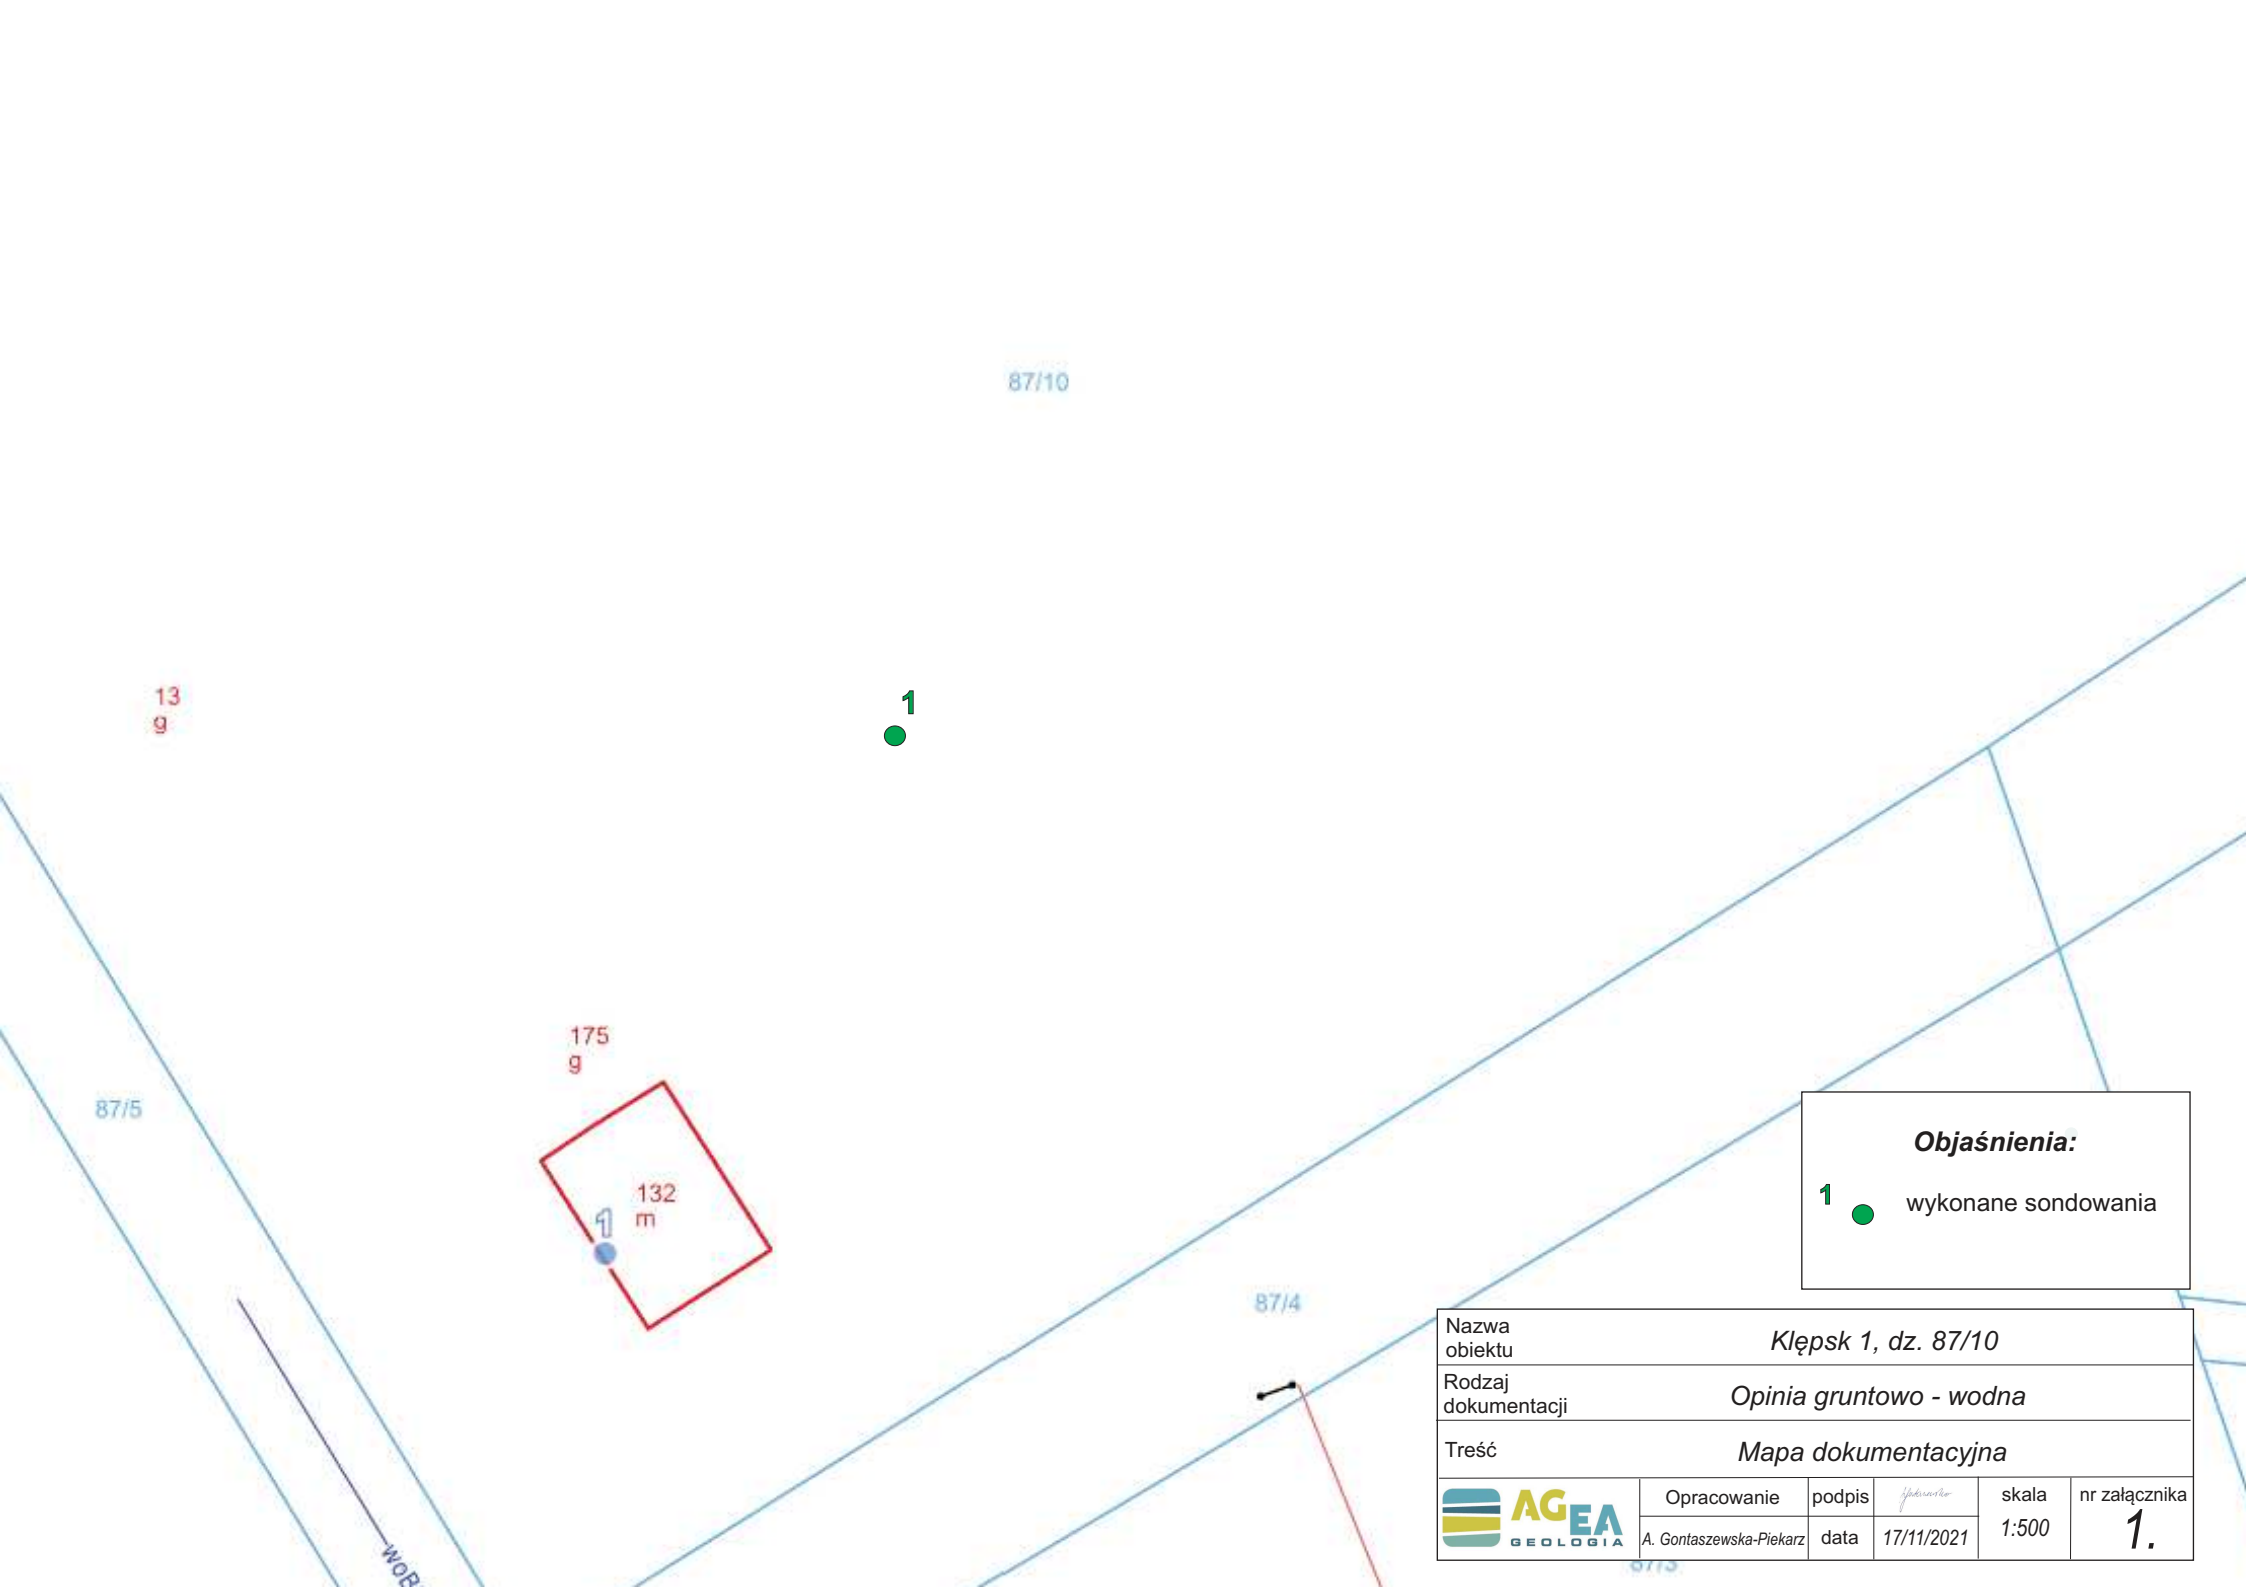 87/10
1
13
g
175
g
87/5
132
m
1
87/4
Objaśnienia:
1
wykonane sondowania
Nazwa
obiektu
Klępsk 1, dz. 87/10
Rodzaj
dokumentacji
Opinia gruntowo - wodna
Treść
Mapa dokumentacyjna
AGEA
GEOLOGIA
Opracowanie
podpis
skala
nr załącznika
A. Gontaszewska-Piekarz
data
17/11/2021
1:500
1.
87/3